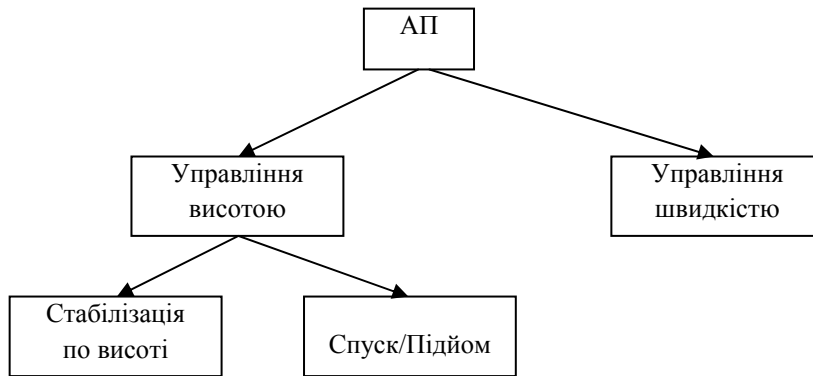 АП
Управління
висотою
Управління
швидкістю
Стабілізація
по висоті
Спуск/Підйом